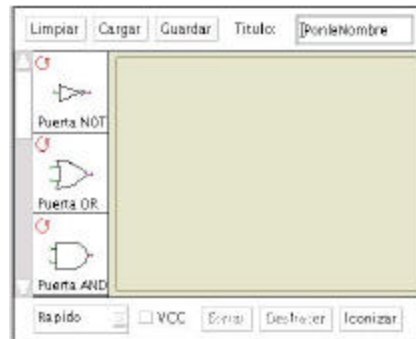 Limpiar Cargar Guardar Titulo: PonleNombre
Puerta NOT
Puerta OR
Puerta AND
Rapido VCC Borrar Deshacer Iconizar